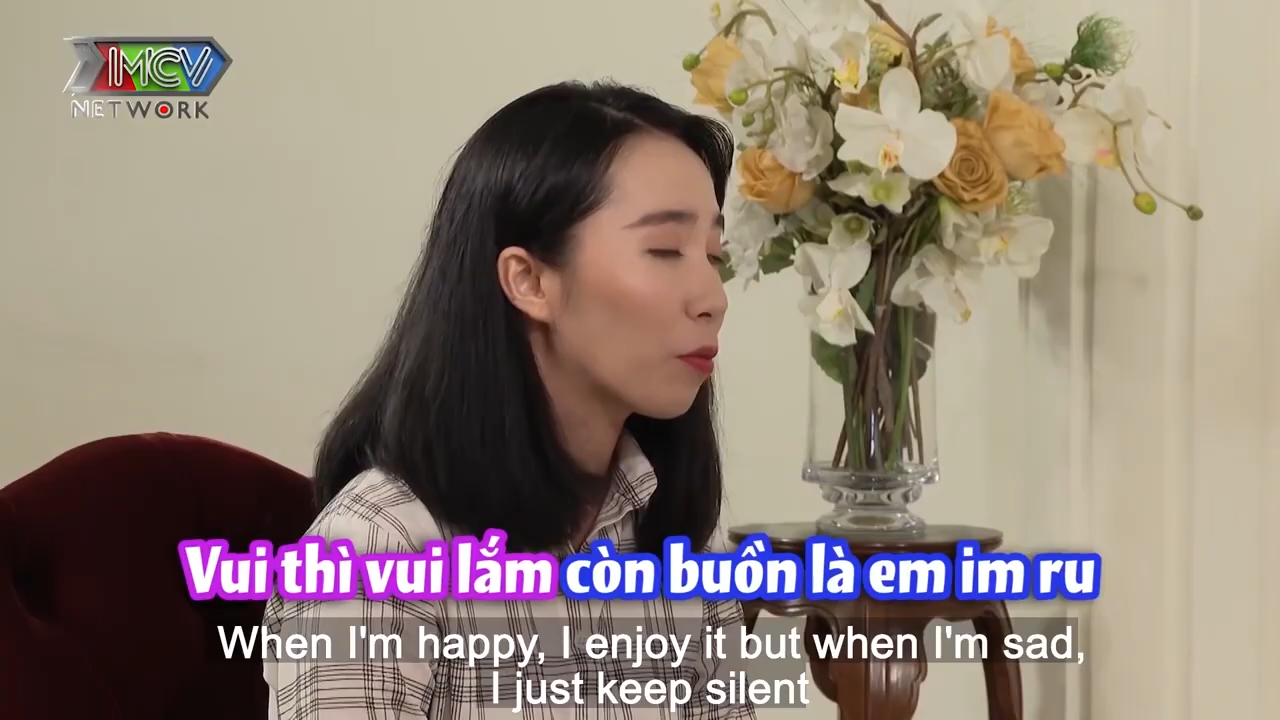 MCV
NETWORK
Vui thì vui lắm còn buồn là em im ru
When I'm happy, I enjoy it but when I'm sad,
I just keep silent